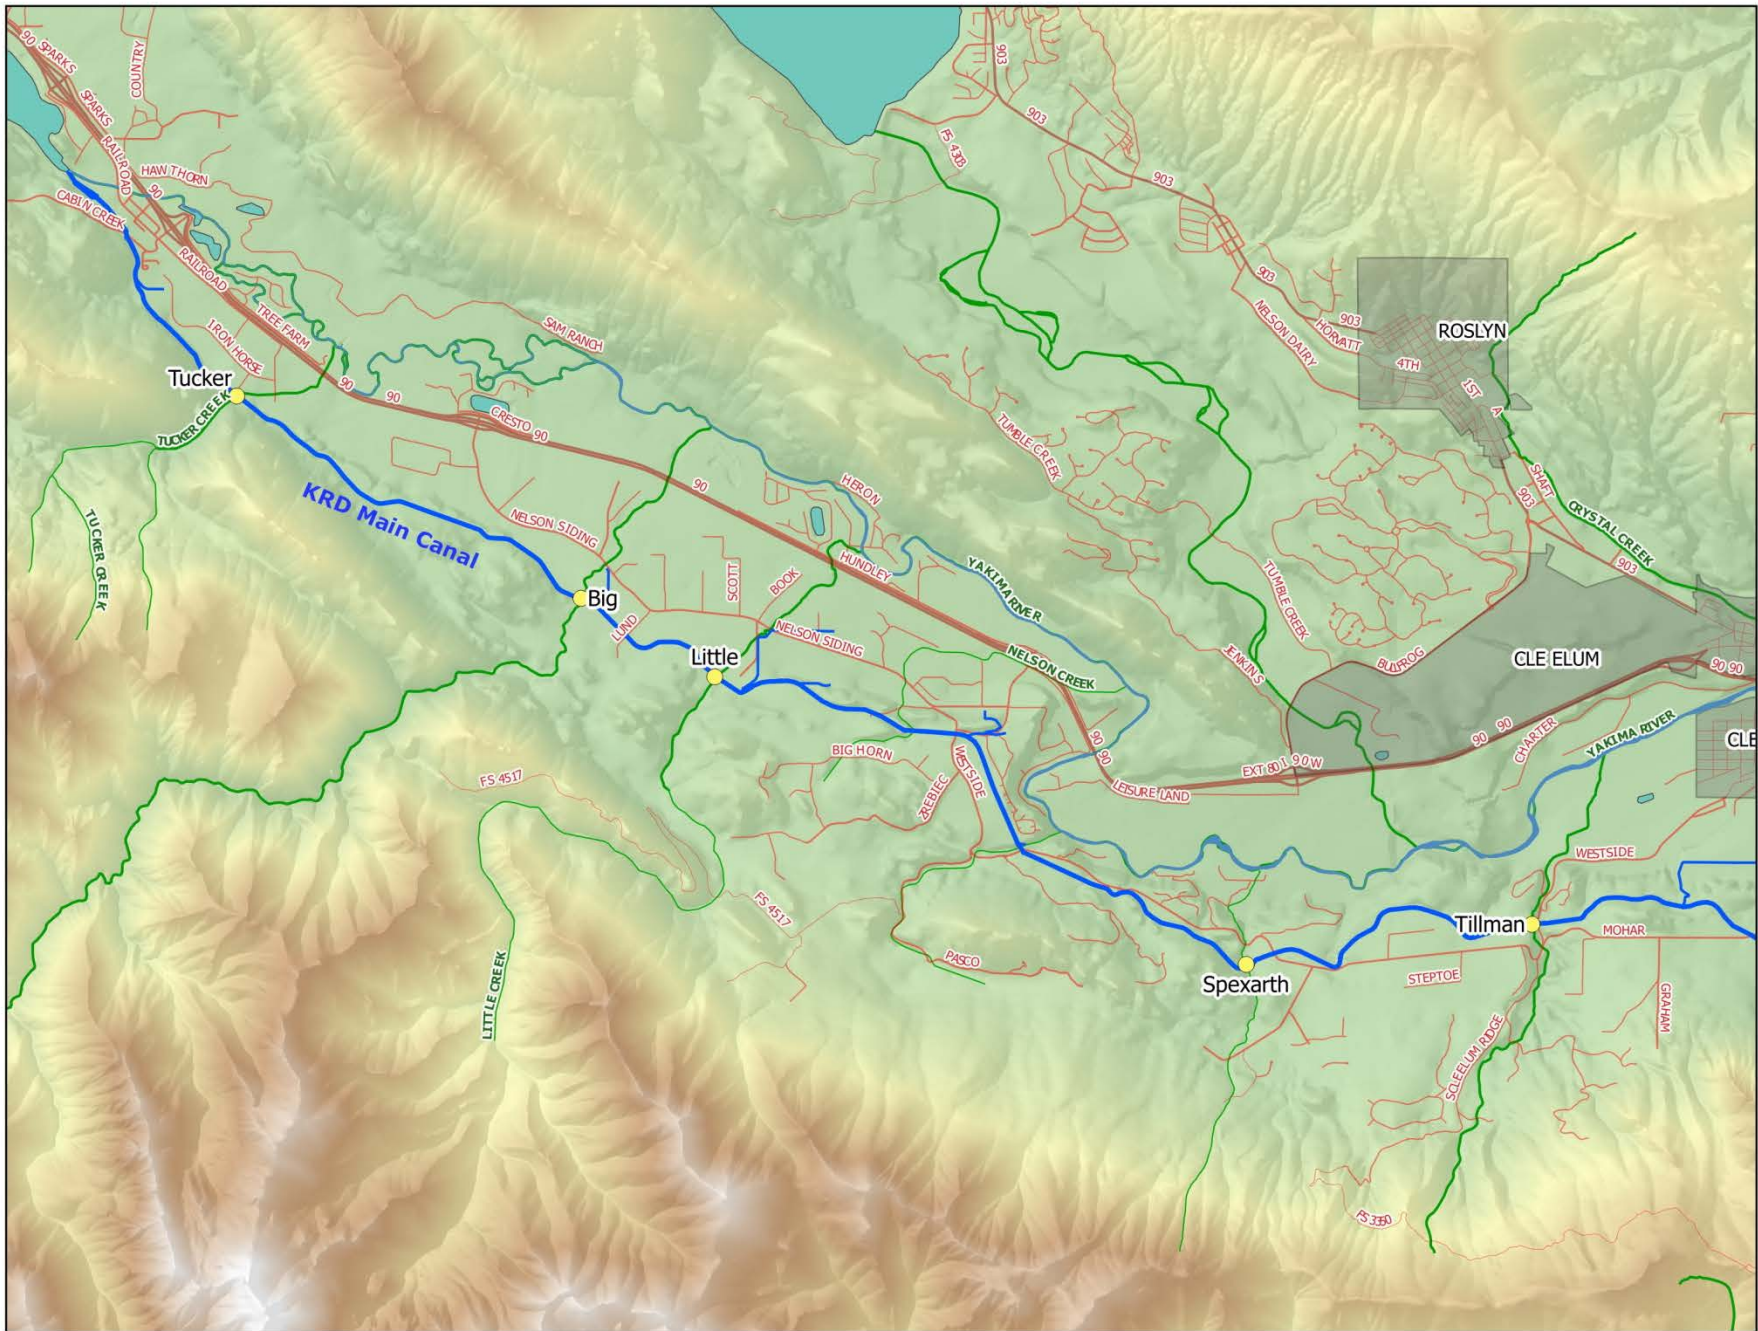 90
SPARKS
COUNTRY
903
SPARKS
903
RAILROAD
FS 4308
HAWTHORN
90
903
CABIN CREEK
RAILROAD
903
NELSON DAIRY
903
HORVATT
ROSLYN
TREE FARM
SAM RANCH
IRON HORSE
4TH
Tucker
90
90
1ST
A
CRESTO 90
TUCKER CREEK
TUMBLE CREEK
KRD Main Canal
90
HERON
SHAFT
903
CRYSTAL CREEK
NELSON SIDING
TUCKER CREEK
HUNDLEY
YAKIMA RIVER
903
SCOTT
BOOK
TUMBLE CREEK
Big
LUND
NELSON SIDING
Little
NELSON CREEK
JENKINS
BULLFROG
CLE ELUM
90 90
90
90
BIG HORN
WESTSIDE
EXT 80 I 90 W
90 90
CHARTER
YAKIMA RIVER
CLE
FS 4517
ZREBIEC
LEISURE LAND
WESTSIDE
FS 4517
Tillman
MOHAR
LITTLE CREEK
PASCO
Spexarth
STEPTOE
GRAHAM
S CLE ELUM RIDGE
FS 3350